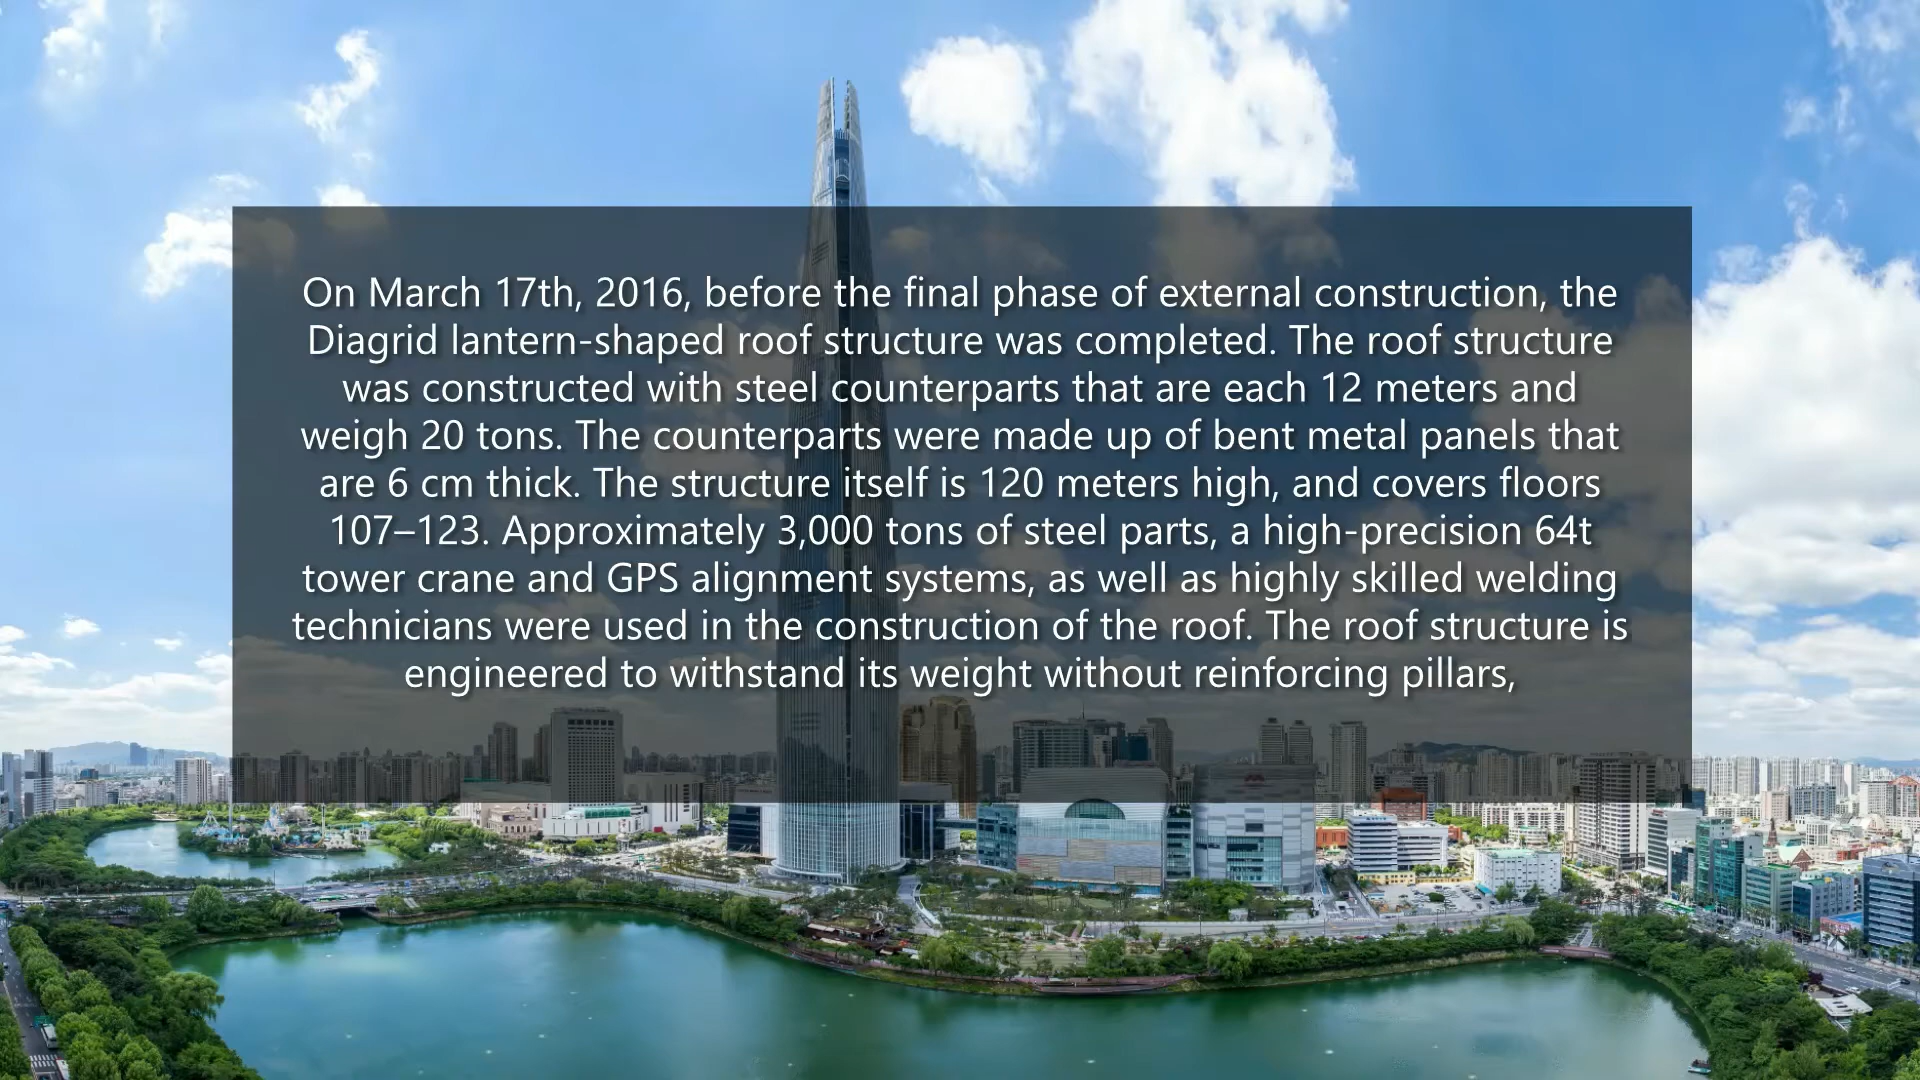 On March 17th, 2016, before the final phase of external construction, the
Diagrid lantern-shaped roof structure was completed. The roof structure
was constructed with steel counterparts that are each 12 meters and
weigh 20 tons. The counterparts were made up of bent metal panels that
are 6 cm thick. The structure itself is 120 meters high, and covers floors
107–123. Approximately 3,000 tons of steel parts, a high-precision 64t
tower crane and GPS alignment systems, as well as highly skilled welding
technicians were used in the construction of the roof. The roof structure is
engineered to withstand its weight without reinforcing pillars,